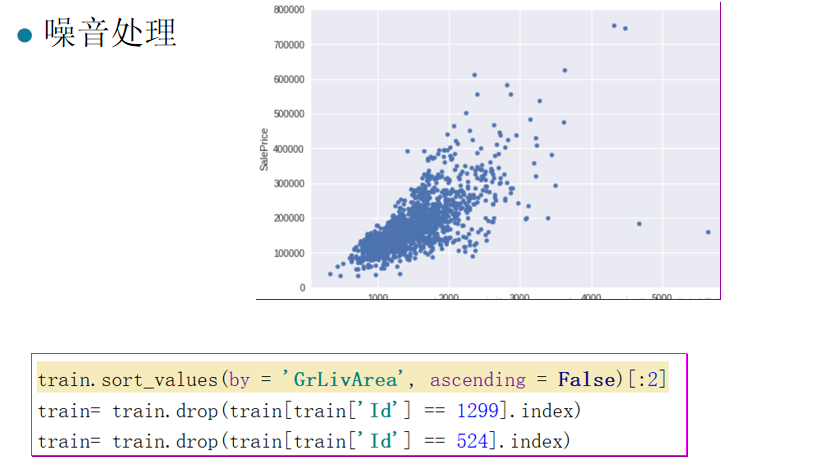 噪音处理
800000
700000
600000
500000
400000
300000
200000
100000
0
SalePrice
1000 2000 3000 4000 5000
train.sort_values(by = 'GrLivArea', ascending = False)[:2]
train= train.drop(train[train['Id'] == 1299].index)
train= train.drop(train[train['Id'] == 524].index)